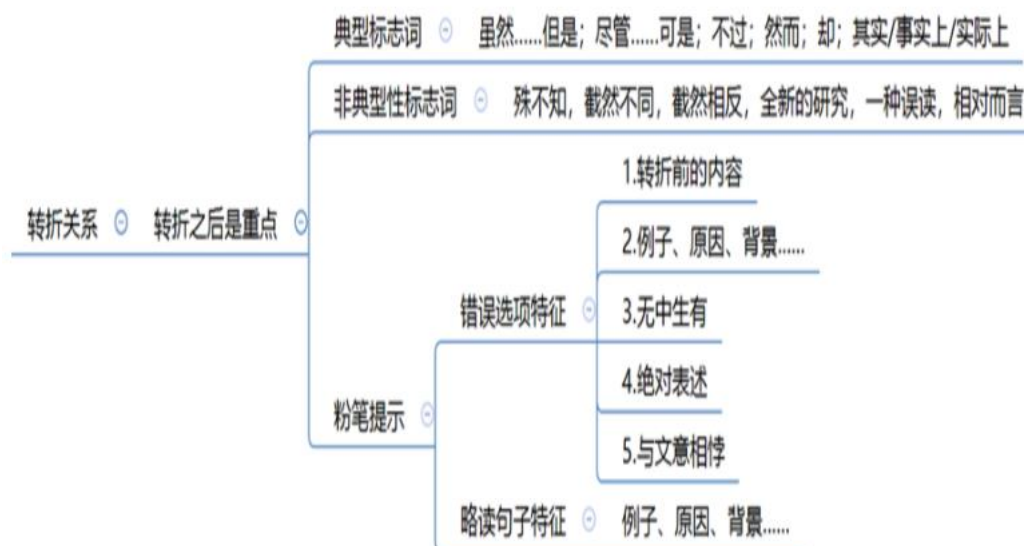 典型标志词 虽然……但是；尽管……可是；不过；然而；却；其实/事实上/实际上
非典型性标志词 殊不知，截然不同，截然相反，全新的研究，一种误读，相对而言
转折关系 转折之后是重点
1.转折前的内容
2.例子、原因、背景……
错误选项特征
3.无中生有
4.绝对表述
粉笔提示
5.与文意相悖
略读句子特征 例子、原因、背景……